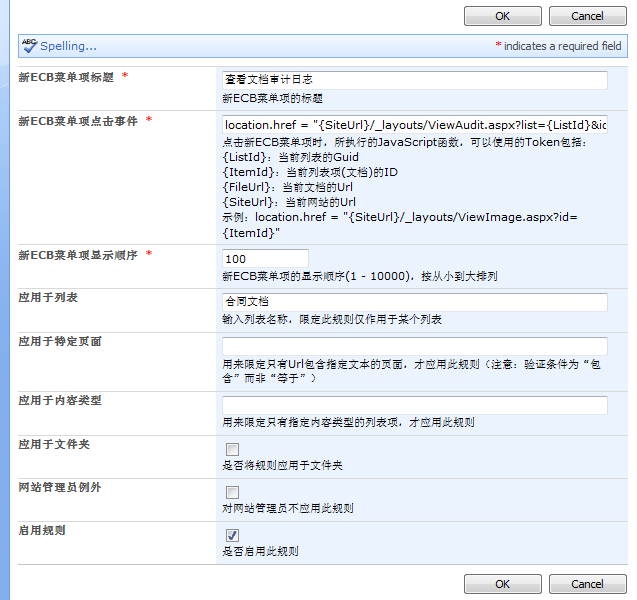 OK Cancel
ABC Spelling... * indicates a required field
新ECB菜单项标题 * 查看文档审计日志
新ECB菜单项的标题
新ECB菜单项点击事件 * location.href = "{SiteUrl}/_layouts/ViewAudit.aspx?list={ListId}&id
点击新ECB菜单项时，所执行的JavaScript函数，可以使用的Token包括：
{ListId}：当前列表的Guid
{ItemId}：当前列表项(文档)的ID
{FileUrl}：当前文档的Url
{SiteUrl}：当前网站的Url
示例：location.href = "{SiteUrl}/_layouts/ViewImage.aspx?id=
{ItemId}"
新ECB菜单项显示顺序 * 100
新ECB菜单项的显示顺序(1 - 10000)，按从小到大排列
应用于列表 合同文档
输入列表名称，限定此规则仅作用于某个列表
应用于特定页面
用来限定只有Url包含指定文本的页面，才应用此规则（注意：验证条件为“包
含”而非“等于”）
应用于内容类型
用来限定只有指定内容类型的列表项，才应用此规则
应用于文件夹
是否将规则应用于文件夹
网站管理员例外
对网站管理员不应用此规则
启用规则
是否启用此规则
OK Cancel